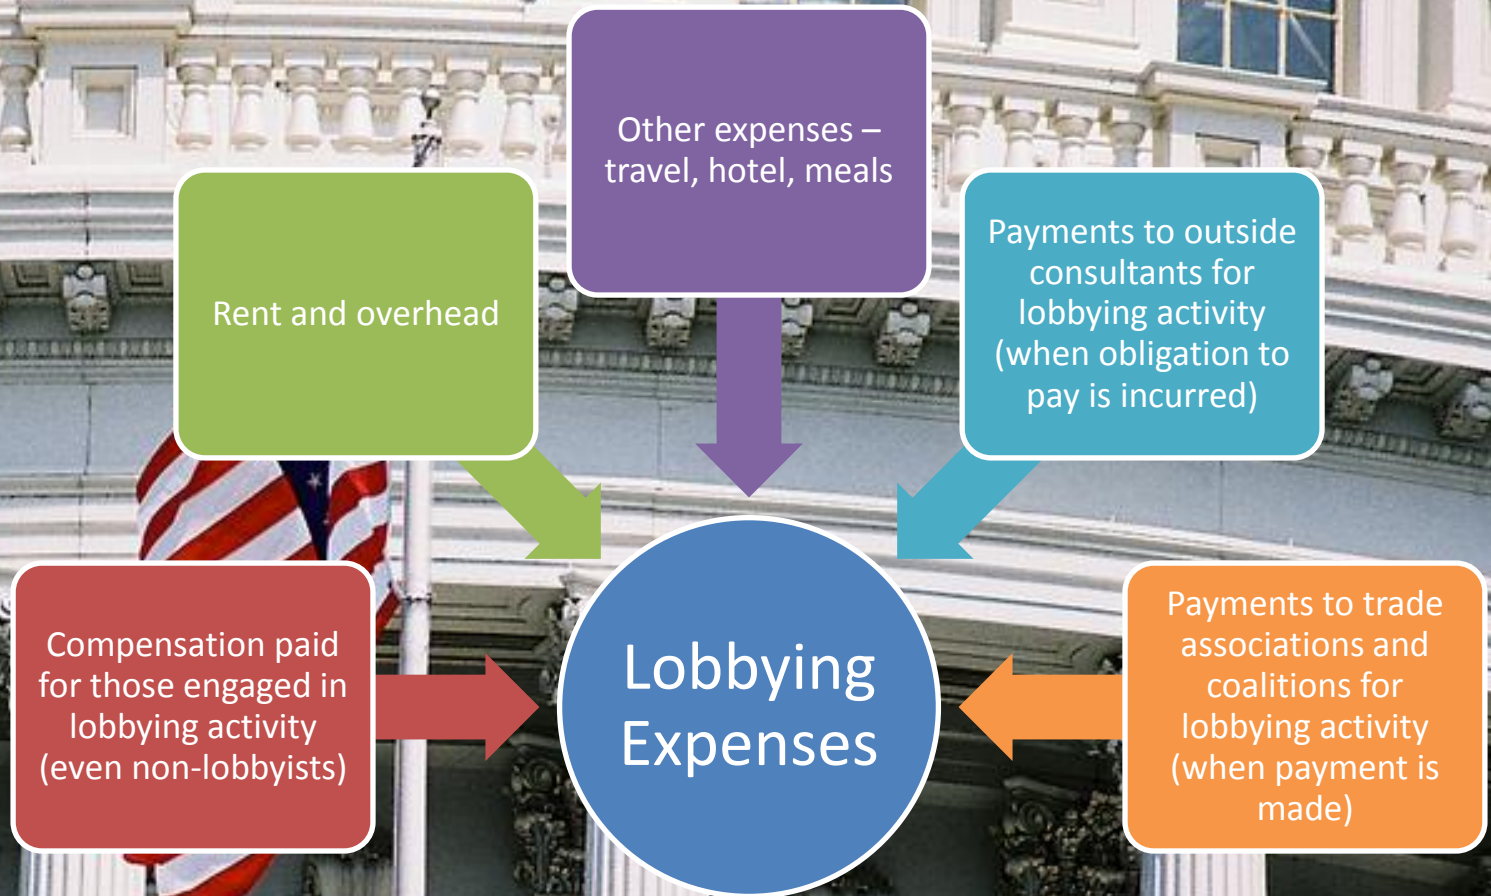 Other expenses –
travel, hotel, meals
Rent and overhead
Payments to outside
consultants for
lobbying activity
(when obligation to
pay is incurred)
Compensation paid
for those engaged in
lobbying activity
(even non-lobbyists)
Lobbying
Expenses
Payments to trade
associations and
coalitions for
lobbying activity
(when payment is
made)